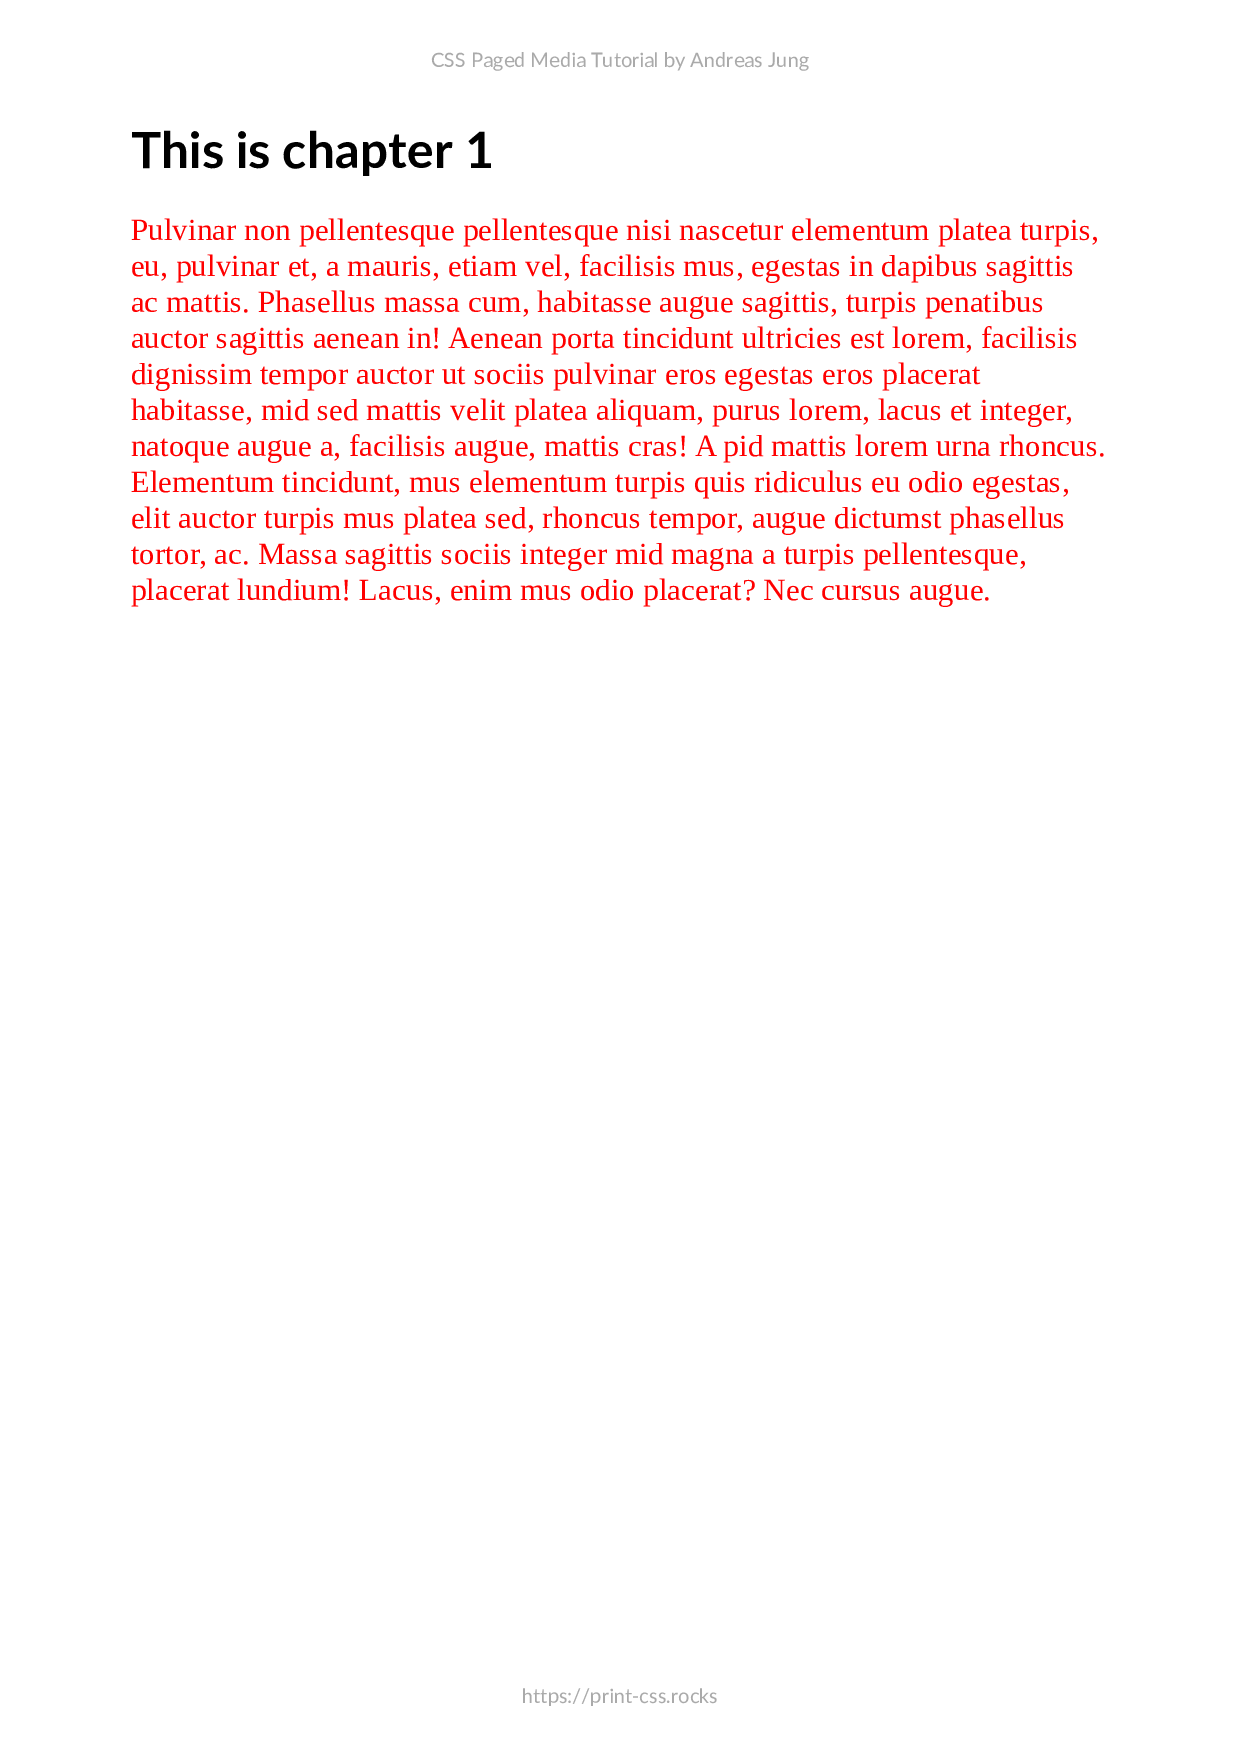 CSS Paged Media Tutorial by Andreas Jung
This is chapter 1
Pulvinar non pellentesque pellentesque nisi nascetur elementum platea turpis,
eu, pulvinar et, a mauris, etiam vel, facilisis mus, egestas in dapibus sagittis
ac mattis. Phasellus massa cum, habitasse augue sagittis, turpis penatibus
auctor sagittis aenean in! Aenean porta tincidunt ultricies est lorem, facilisis
dignissim tempor auctor ut sociis pulvinar eros egestas eros placerat
habitasse, mid sed mattis velit platea aliquam, purus lorem, lacus et integer,
natoque augue a, facilisis augue, mattis cras! A pid mattis lorem urna rhoncus.
Elementum tincidunt, mus elementum turpis quis ridiculus eu odio egestas,
elit auctor turpis mus platea sed, rhoncus tempor, augue dictumst phasellus
tortor, ac. Massa sagittis sociis integer mid magna a turpis pellentesque,
placerat lundium! Lacus, enim mus odio placerat? Nec cursus augue.
https://print-css.rocks